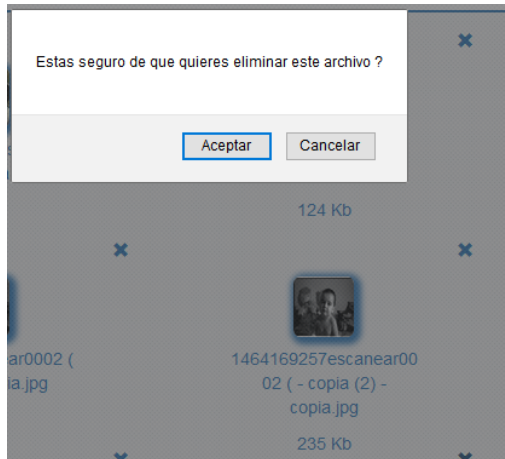 Estas seguro de que quieres eliminar este archivo ?
Aceptar
Cancelar
124 Kb
ar0002 (
ia.jpg
1464169257escanear00
02 ( - copia (2) -
copia.jpg
235 Kb